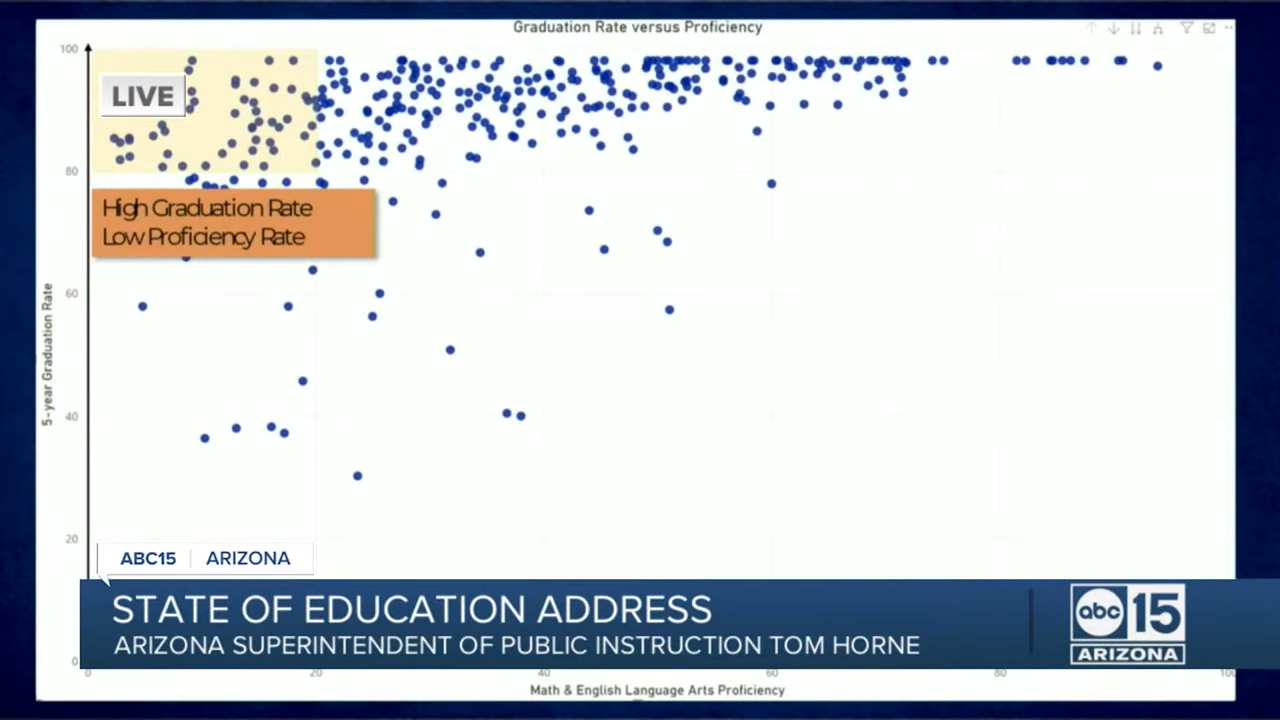 Graduation Rate versus Proficiency
100
LIVE
80
High Graduation Rate
Low Proficiency Rate
60
5-year Graduation Rate
40
20
ABC15 ARIZONA
STATE OF EDUCATION ADDRESS
ARIZONA SUPERINTENDENT OF PUBLIC INSTRUCTION TOM HORNE
abc 15
ARIZONA
0
0 20 40 60 80 100
Math & English Language Arts Proficiency